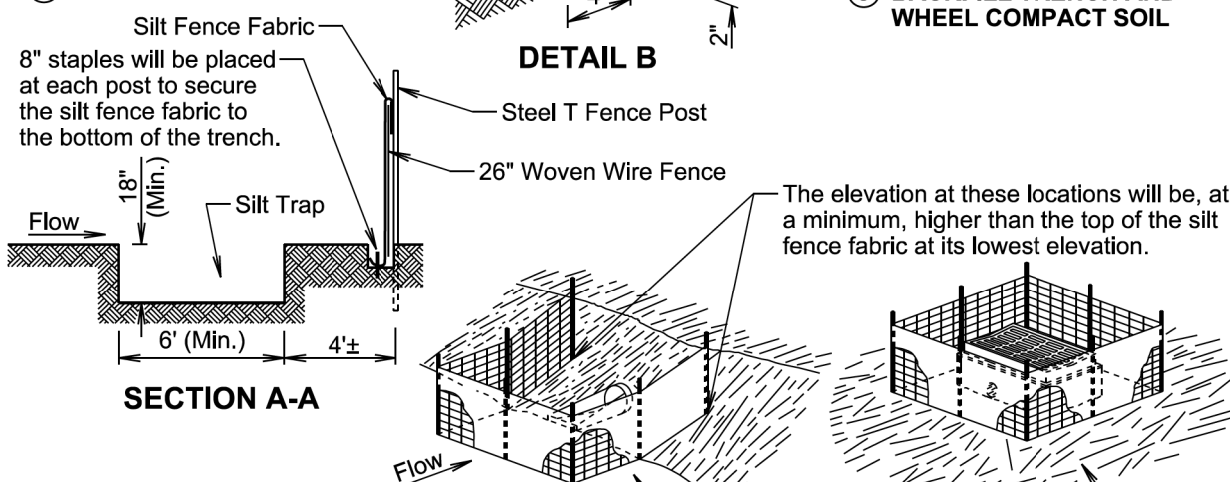 Silt Fence Fabric
8" staples will be placed
at each post to secure
the silt fence fabric to
the bottom of the trench.
18"
(Min.)
Flow
Silt Trap
6' (Min.)
4'±
SECTION A-A
2"
DETAIL B
WHEEL COMPACT SOIL
Steel T Fence Post
26" Woven Wire Fence
The elevation at these locations will be, at
a minimum, higher than the top of the silt
fence fabric at its lowest elevation.
Flow